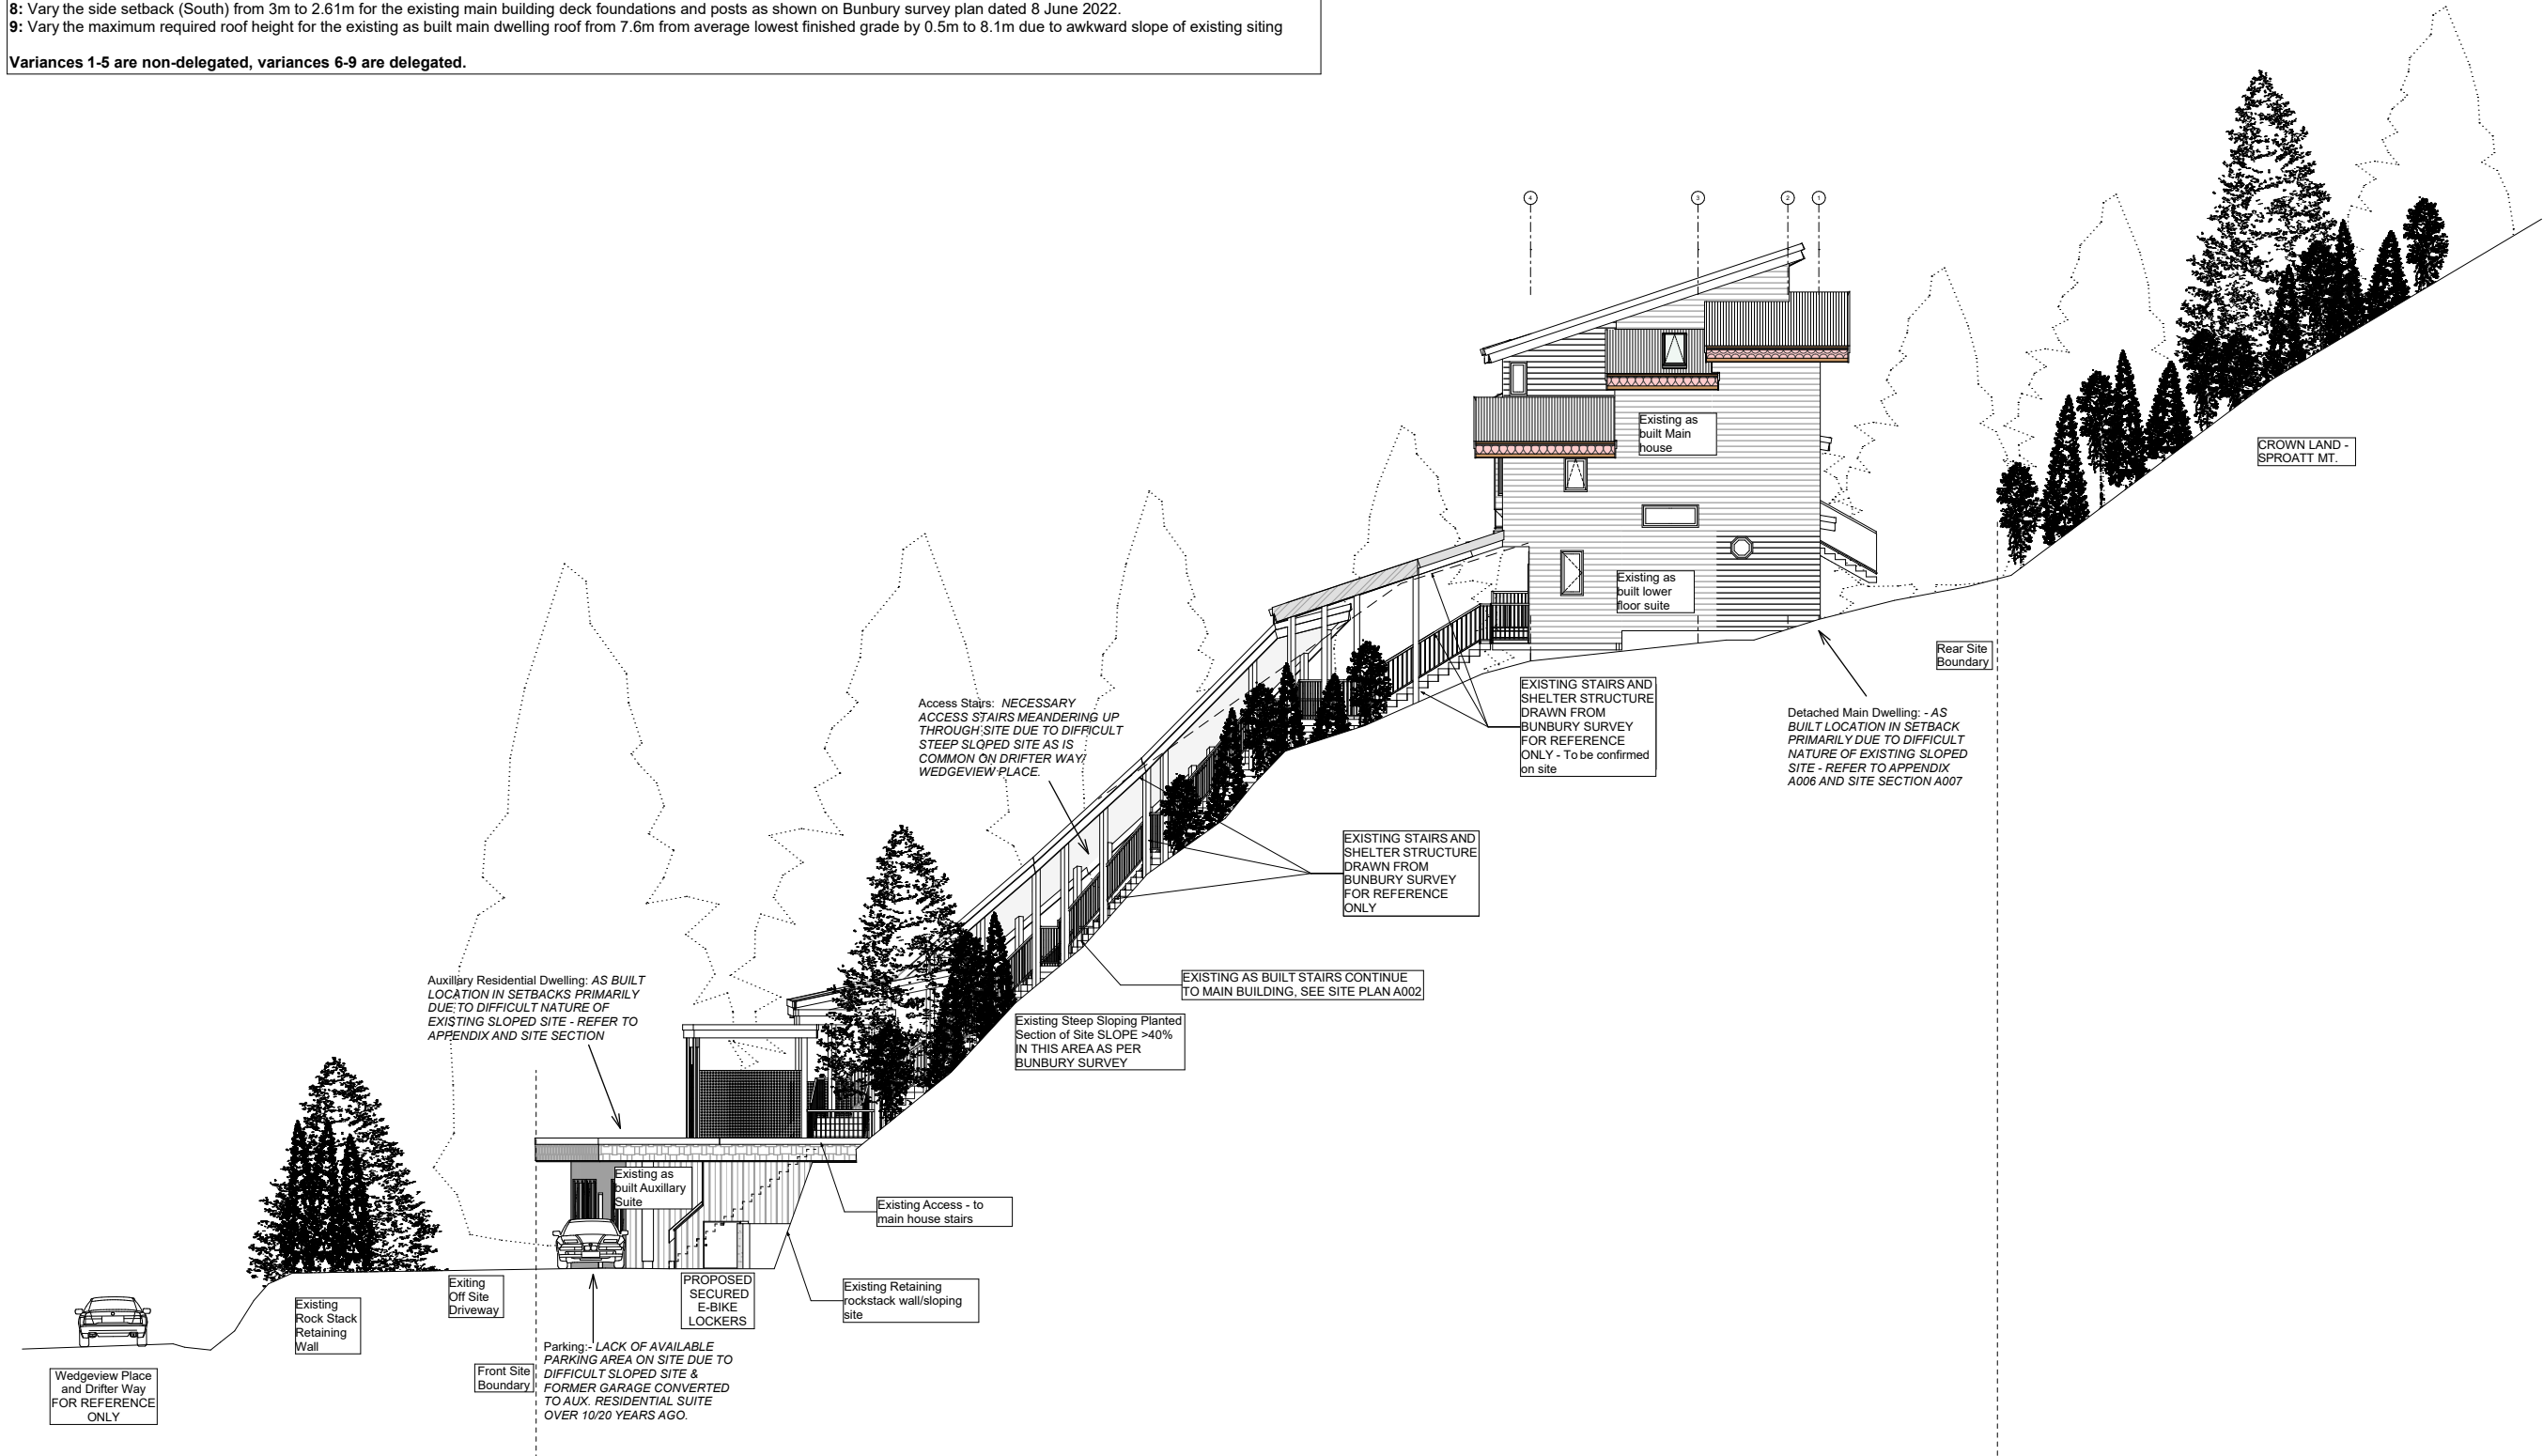 8: Vary the side setback (South) from 3m to 2.61m for the existing main building deck foundations and posts as shown on Bunbury survey plan dated 8 June 2022.
9: Vary the maximum required roof height for the existing as built main dwelling roof from 7.6m from average lowest finished grade by 0.5m to 8.1m due to awkward slope of existing siting
Variances 1-5 are non-delegated, variances 6-9 are delegated.
4
3
2
1
Existing as
built Main
house
CROWN LAND -
SPROATT MT.
Existing as
built lower
floor suite
Rear Site
Boundary
EXISTING STAIRS AND
SHELTER STRUCTURE
DRAWN FROM
BUNBURY SURVEY
FOR REFERENCE
ONLY - To be confirmed
on site
Detached Main Dwelling: - AS
BUILT LOCATION IN SETBACK
PRIMARILY DUE TO DIFFICULT
NATURE OF EXISTING SLOPED
SITE - REFER TO APPENDIX
A006 AND SITE SECTION A007
Access Stairs: NECESSARY
ACCESS STAIRS MEANDERING UP
THROUGH SITE DUE TO DIFFICULT
STEEP SLOPED SITE AS IS
COMMON ON DRIFTER WAY/
WEDGEVIEW PLACE.
EXISTING STAIRS AND
SHELTER STRUCTURE
DRAWN FROM
BUNBURY SURVEY
FOR REFERENCE
ONLY
EXISTING AS BUILT STAIRS CONTINUE
TO MAIN BUILDING, SEE SITE PLAN A002
Auxillary Residential Dwelling: AS BUILT
LOCATION IN SETBACKS PRIMARILY
DUE TO DIFFICULT NATURE OF
EXISTING SLOPED SITE - REFER TO
APPENDIX AND SITE SECTION
Existing Steep Sloping Planted
Section of Site SLOPE >40%
IN THIS AREA AS PER
BUNBURY SURVEY
Existing as
built Auxillary
Suite
Existing Access - to
main house stairs
Existing Retaining
rockstack wall/sloping
site
PROPOSED
SECURED
E-BIKE
LOCKERS
Exiting
Off Site
Driveway
Existing
Rock Stack
Retaining
Wall
Parking:- LACK OF AVAILABLE
PARKING AREA ON SITE DUE TO
DIFFICULT SLOPED SITE &
FORMER GARAGE CONVERTED
TO AUX. RESIDENTIAL SUITE
OVER 10/20 YEARS AGO.
Front Site
Boundary
Wedgeview Place
and Drifter Way
FOR REFERENCE
ONLY